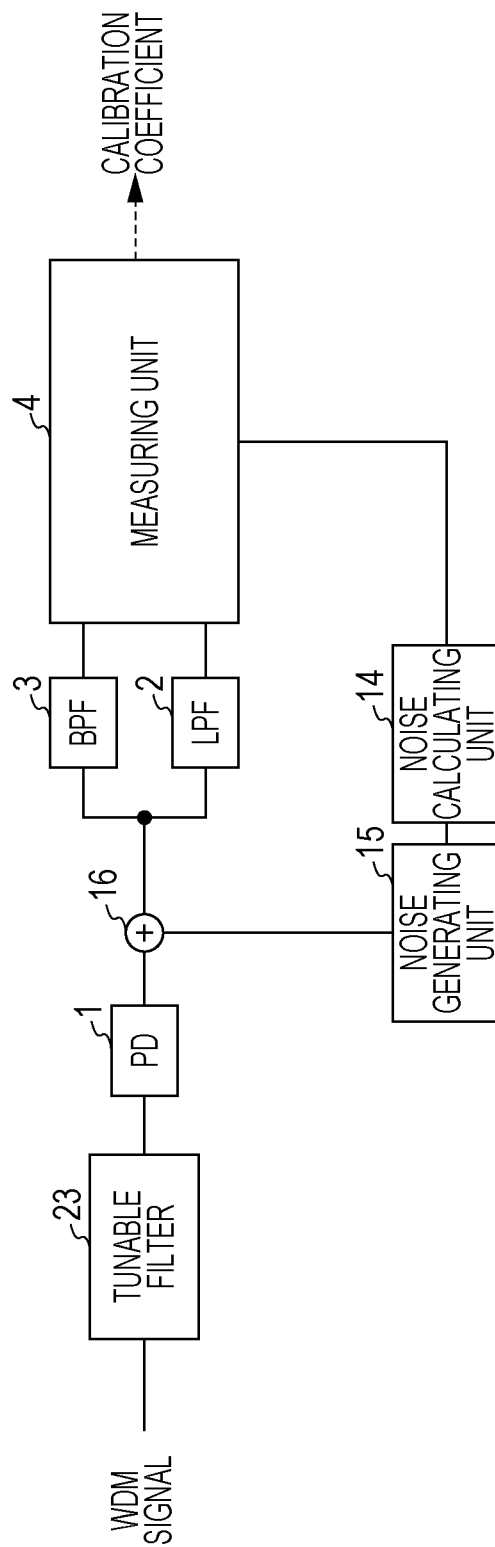 WDM
SIGNAL
23
TUNABLE
FILTER
1
PD
16
+
3
BPF
2
LPF
4
MEASURING UNIT
CALIBRATION
COEFFICIENT
15
NOISE
GENERATING
UNIT
14
NOISE
CALCULATING
UNIT